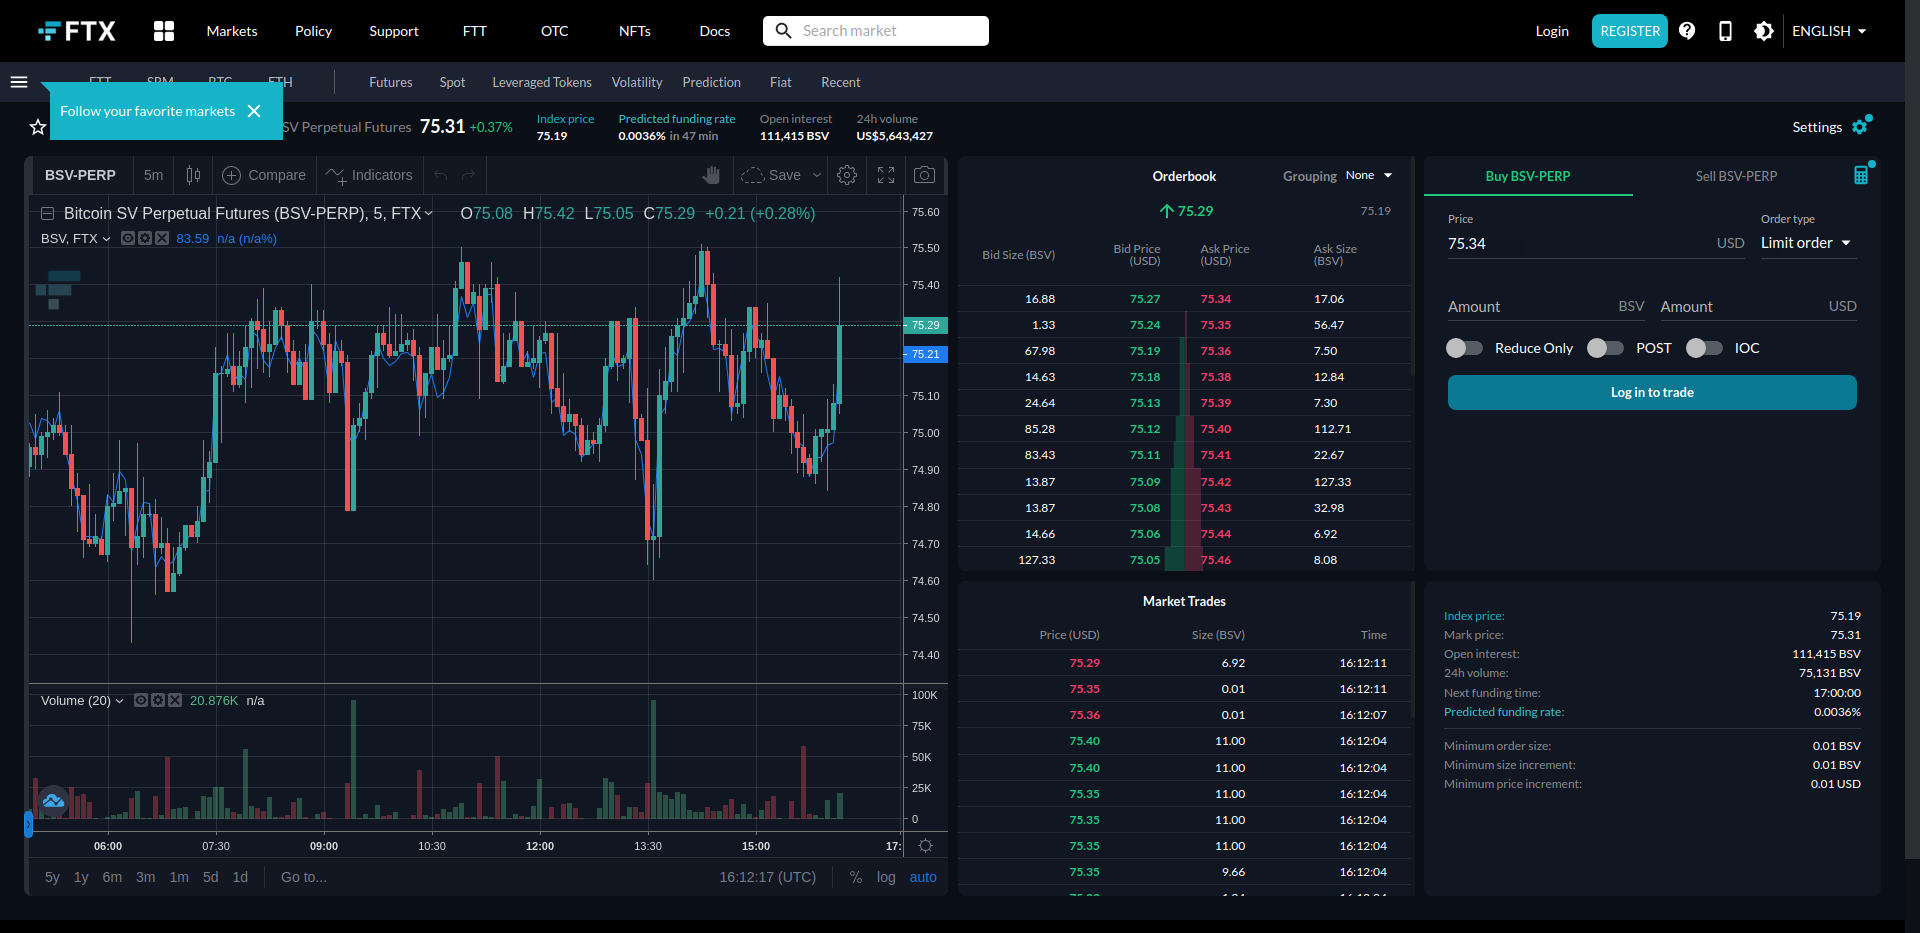 FTX Markets Policy Support FTT OTC NFTs Docs Search market Login REGISTER ENGLISH
Futures Spot Leveraged Tokens Volatility Prediction Fiat Recent
Follow your favorite markets
SV Perpetual Futures 75.31 +0.37%
Index price
75.19
Predicted funding rate
0.0036% in 47 min
Open interest
111,415 BSV
24h volume
US$5,643,427
Settings
BSV-PERP 5m Compare Indicators Save
Bitcoin SV Perpetual Futures (BSV-PERP), 5, FTX O75.08 H75.42 L75.05 C75.29 +0.21 (+0.28%)
BSV, FTX 83.59 n/a (n/a%)
75.60
75.50
75.40
75.29
75.21
75.10
75.00
74.90
74.80
74.70
74.60
74.50
74.40
Volume (20) 20.876K n/a
100K
75K
50K
25K
0
06:00 07:30 09:00 10:30 12:00 13:30 15:00 17:
5y 1y 6m 3m 1m 5d 1d Go to... 16:12:17 (UTC) % log auto
Orderbook Grouping None
75.29 75.19
Bid Size (BSV) Bid Price (USD) Ask Price (USD) Ask Size (BSV)
16.88 75.27 75.34 17.06
1.33 75.24 75.35 56.47
67.98 75.19 75.36 7.50
14.63 75.18 75.38 12.84
24.64 75.13 75.39 7.30
85.28 75.12 75.40 112.71
83.43 75.11 75.41 22.67
13.87 75.09 75.42 127.33
13.87 75.08 75.43 32.98
14.66 75.06 75.44 6.92
127.33 75.05 75.46 8.08
Market Trades
Price (USD) Size (BSV) Time
75.29 6.92 16:12:11
75.35 0.01 16:12:11
75.36 0.01 16:12:07
75.40 11.00 16:12:04
75.40 11.00 16:12:04
75.35 11.00 16:12:04
75.35 11.00 16:12:04
75.35 11.00 16:12:04
75.35 9.66 16:12:04
Buy BSV-PERP Sell BSV-PERP
Price Order type
75.34 USD Limit order
Amount BSV Amount USD
Reduce Only POST IOC
Log in to trade
Index price: 75.19
Mark price: 75.31
Open interest: 111,415 BSV
24h volume: 75,131 BSV
Next funding time: 17:00:00
Predicted funding rate: 0.0036%
Minimum order size: 0.01 BSV
Minimum size increment: 0.01 BSV
Minimum price increment: 0.01 USD